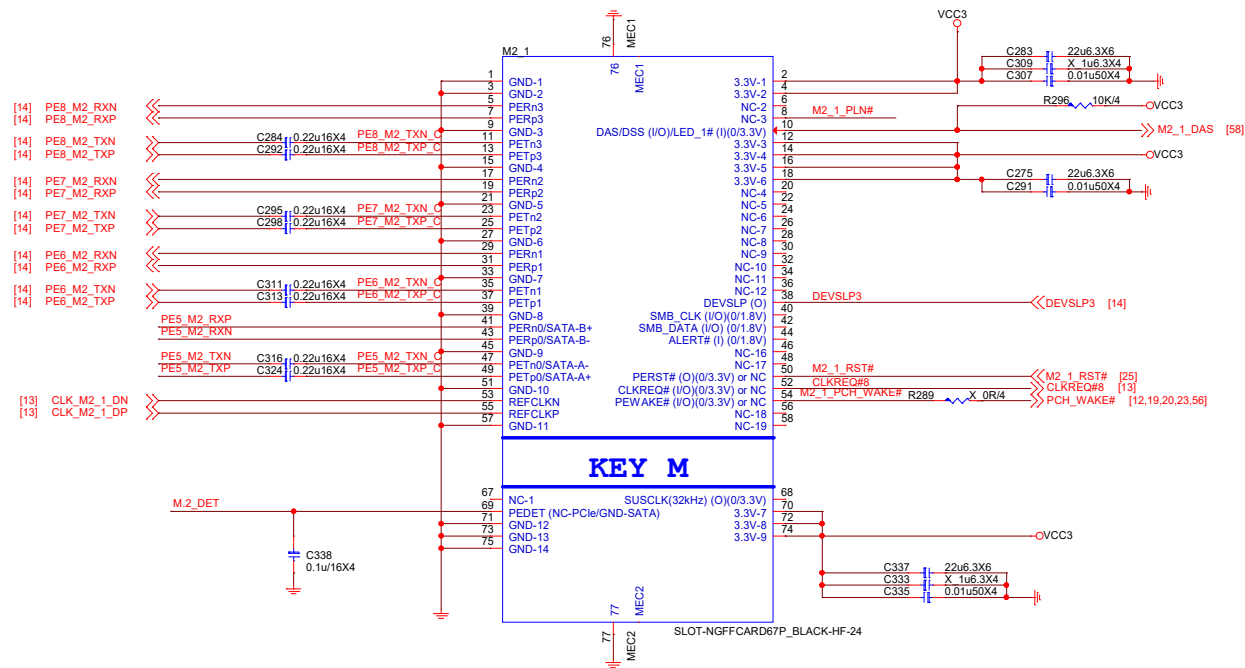 VCC3
76
MEC1
M2_1
76
MEC1
C283 22u6.3X6
C309 X_1u6.3X4
C307 0.01u50X4
1 GND-1 3.3V-1 2
3 GND-2 3.3V-2 4
[14] PE8_M2_RXN 5 PERn3 NC-2 6 R296 10K/4 VCC3
[14] PE8_M2_RXP 7 PERp3 NC-3 8 M2_1_PLN#
9 GND-3 DAS/DSS (I/O)/LED_1# (I)(0/3.3V) 10 M2_1_DAS [58]
[14] PE8_M2_TXN C284 0.22u16X4 PE8_M2_TXN_C 11 PETn3 3.3V-3 12
[14] PE8_M2_TXP C292 0.22u16X4 PE8_M2_TXP_C 13 PETp3 3.3V-4 14 VCC3
15 GND-4 3.3V-5 16
[14] PE7_M2_RXN 17 PERn2 3.3V-6 18 C275 22u6.3X6
[14] PE7_M2_RXP 19 PERp2 NC-4 20 C291 0.01u50X4
21 GND-5 NC-5 22
[14] PE7_M2_TXN C295 0.22u16X4 PE7_M2_TXN_C 23 PETn2 NC-6 24
[14] PE7_M2_TXP C298 0.22u16X4 PE7_M2_TXP_C 25 PETp2 NC-7 26
27 GND-6 NC-8 28
[14] PE6_M2_RXN 29 PERn1 NC-9 30
[14] PE6_M2_RXP 31 PERp1 NC-10 32
33 GND-7 NC-11 34
[14] PE6_M2_TXN C311 0.22u16X4 PE6_M2_TXN_C 35 PETn1 NC-12 36
[14] PE6_M2_TXP C313 0.22u16X4 PE6_M2_TXP_C 37 PETp1 DEVSLP (O) 38 DEVSLP3 DEVSLP3 [14]
39 GND-8 SMB_CLK (I/O)(0/1.8V) 40
PE5_M2_RXP 41 PERn0/SATA-B+ SMB_DATA (I/O) (0/1.8V) 42
PE5_M2_RXN 43 PERp0/SATA-B- ALERT# (I) (0/1.8V) 44
45 GND-9 NC-16 46
PE5_M2_TXN C316 0.22u16X4 PE5_M2_TXN_C 47 PETn0/SATA-A- NC-17 48
PE5_M2_TXP C324 0.22u16X4 PE5_M2_TXP_C 49 PETp0/SATA-A+ PERST# (O)(0/3.3V) or NC 50 M2_1_RST# M2_1_RST# [25]
51 GND-10 CLKREQ# (I/O)(0/3.3V) or NC 52 CLKREQ#8 CLKREQ#8 [13]
[13] CLK_M2_1_DN 53 REFCLKN PEWAKE# (I/O)(0/3.3V) or NC 54 M2_1_PCH_WAKE# R289 X_0R/4 PCH_WAKE# [12,19,20,23,56]
[13] CLK_M2_1_DP 55 REFCLKP NC-18 56
57 GND-11 NC-19 58
KEY M
67 NC-1 SUSCLK(32kHz) (O)(0/3.3V) 68
M.2_DET 69 PEDET (NC-PCIe/GND-SATA) 3.3V-7 70
71 GND-12 3.3V-8 72
73 GND-13 3.3V-9 74 VCC3
75 GND-14
C338
0.1u/16X4
C337 22u6.3X6
C333 X_1u6.3X4
C335 0.01u50X4
77
MEC2
SLOT-NGFFCARD67P_BLACK-HF-24
77
MEC2